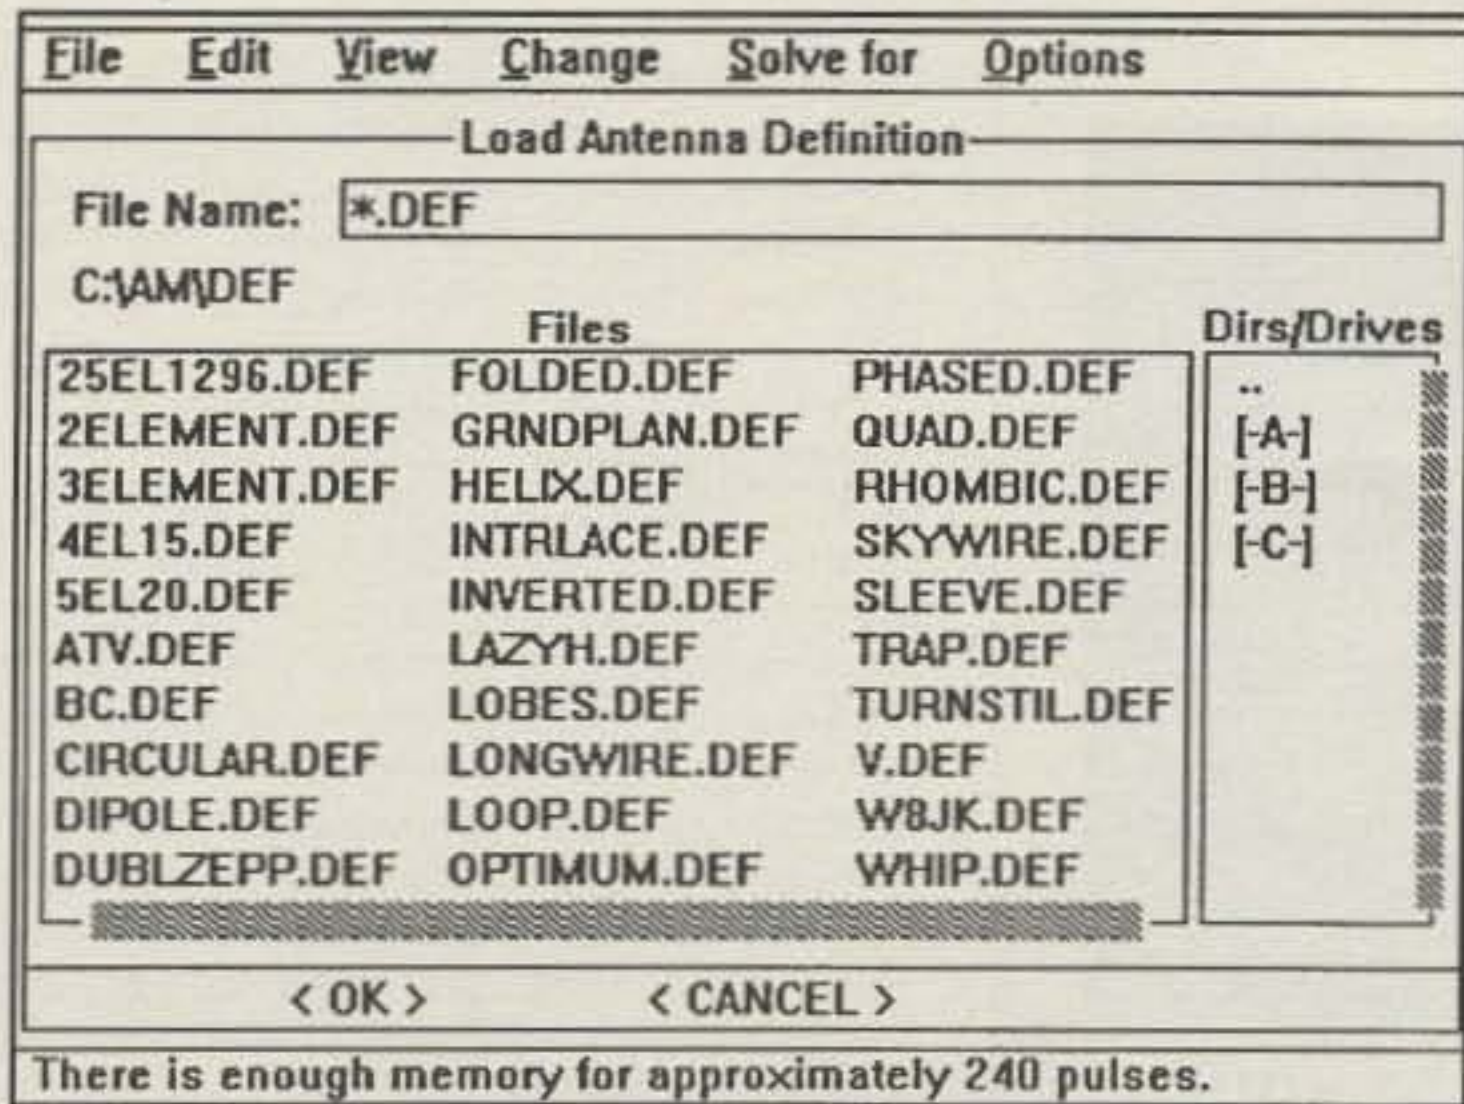 File Edit View Change Solve for Options
Load Antenna Definition
File Name: *.DEF
C:\AM\DEF
Files Dirs/Drives
25EL1296.DEF FOLDED.DEF PHASED.DEF ..
2ELEMENT.DEF GRNDPLAN.DEF QUAD.DEF [-A-]
3ELEMENT.DEF HELIX.DEF RHOMBIC.DEF [-B-]
4EL15.DEF INTRLACE.DEF SKYWIRE.DEF [-C-]
5EL20.DEF INVERTED.DEF SLEEVE.DEF
ATV.DEF LAZYH.DEF TRAP.DEF
BC.DEF LOBES.DEF TURNSTIL.DEF
CIRCULAR.DEF LONGWIRE.DEF V.DEF
DIPOLE.DEF LOOP.DEF W8JK.DEF
DUBLZEPP.DEF OPTIMUM.DEF WHIP.DEF
< OK > < CANCEL >
There is enough memory for approximately 240 pulses.